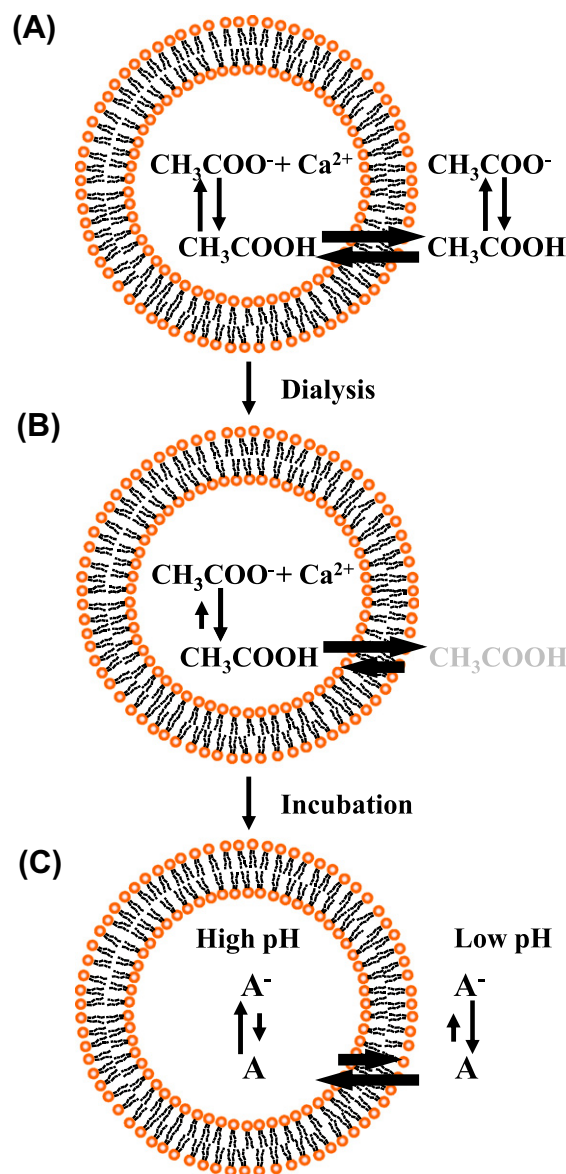 (A)
CH₃COO⁻+ Ca²⁺ CH₃COO⁻
CH₃COOH CH₃COOH
Dialysis
(B)
CH₃COO⁻+ Ca²⁺
CH₃COOH CH₃COOH
Incubation
(C)
High pH Low pH
A⁻ A⁻
A A